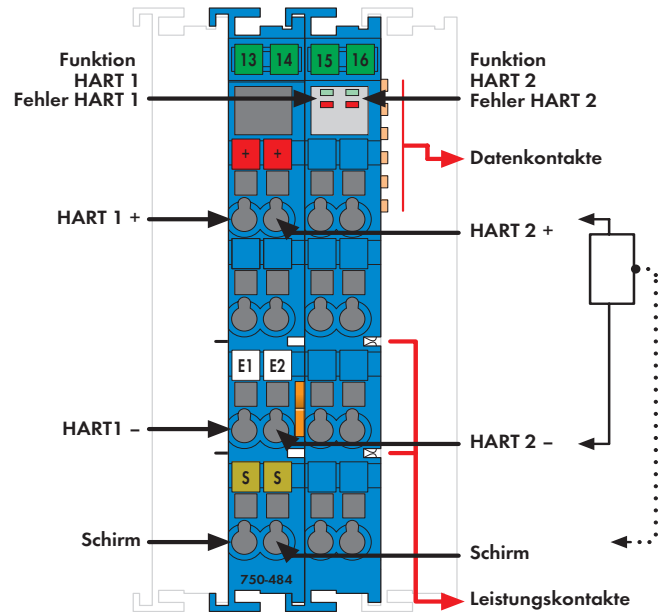 Funktion
HART 1
Fehler HART 1
13 14 15 16
Funktion
HART 2
Fehler HART 2
+ +
Datenkontakte
HART 1 +
HART 2 +
E1 E2
HART1 –
HART 2 –
S S
Schirm
Schirm
750-484
Leistungskontakte